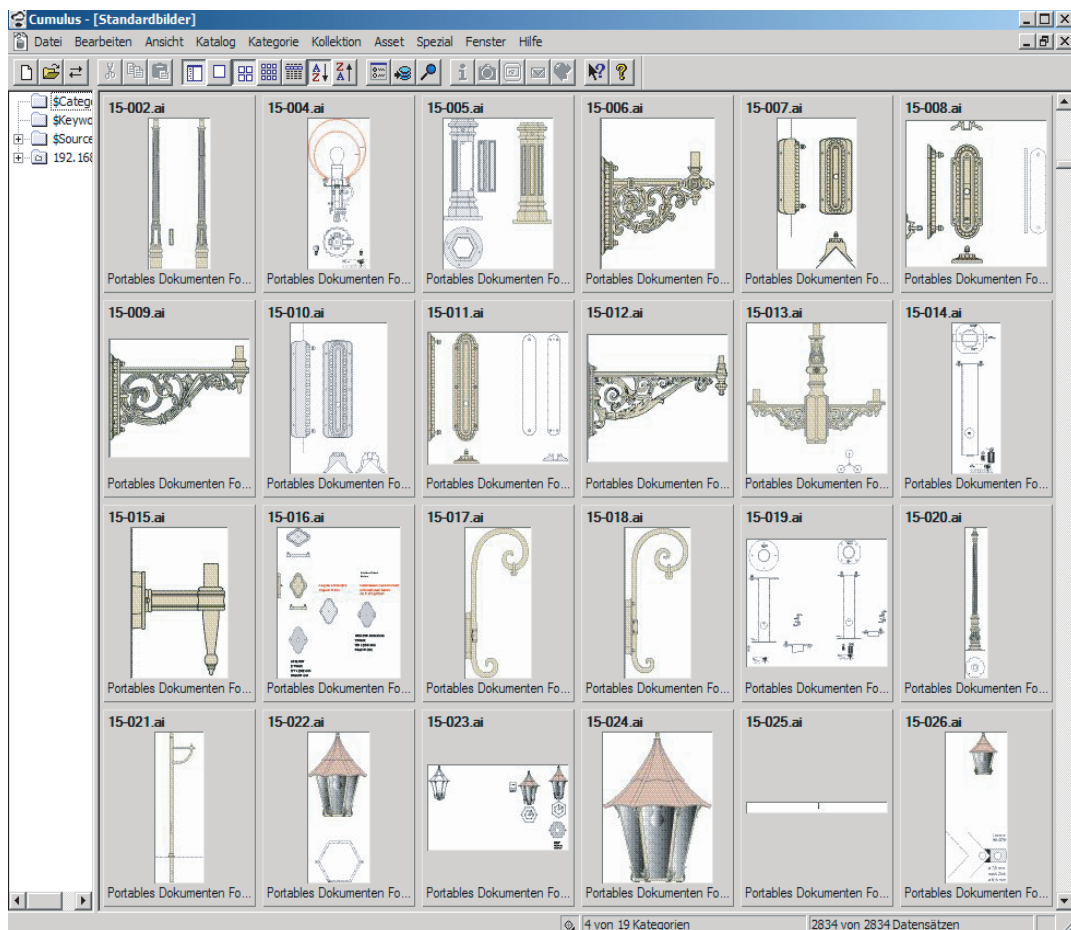 Cumulus - [Standardbilder]
Datei Bearbeiten Ansicht Katalog Kategorie Kollektion Asset Spezial Fenster Hilfe
$Catego
$Keywo
$Source
192.168
15-002.ai 15-004.ai 15-005.ai 15-006.ai 15-007.ai 15-008.ai
Portables Dokumenten Fo... Portables Dokumenten Fo... Portables Dokumenten Fo... Portables Dokumenten Fo... Portables Dokumenten Fo... Portables Dokumenten Fo...
15-009.ai 15-010.ai 15-011.ai 15-012.ai 15-013.ai 15-014.ai
Portables Dokumenten Fo... Portables Dokumenten Fo... Portables Dokumenten Fo... Portables Dokumenten Fo... Portables Dokumenten Fo... Portables Dokumenten Fo...
15-015.ai 15-016.ai 15-017.ai 15-018.ai 15-019.ai 15-020.ai
Portables Dokumenten Fo... Portables Dokumenten Fo... Portables Dokumenten Fo... Portables Dokumenten Fo... Portables Dokumenten Fo... Portables Dokumenten Fo...
15-021.ai 15-022.ai 15-023.ai 15-024.ai 15-025.ai 15-026.ai
Portables Dokumenten Fo... Portables Dokumenten Fo... Portables Dokumenten Fo... Portables Dokumenten Fo... Portables Dokumenten Fo... Portables Dokumenten Fo...
4 von 19 Kategorien 2834 von 2834 Datensätzen